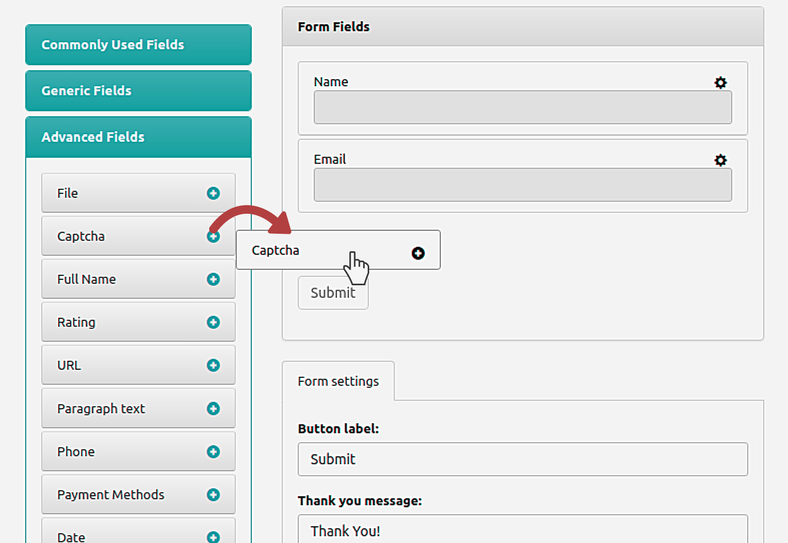 Commonly Used Fields
Generic Fields
Advanced Fields
File
Captcha
Full Name
Rating
URL
Paragraph text
Phone
Payment Methods
Date
Form Fields
Name
Email
Captcha
Submit
Form settings
Button label:
Submit
Thank you message:
Thank You!